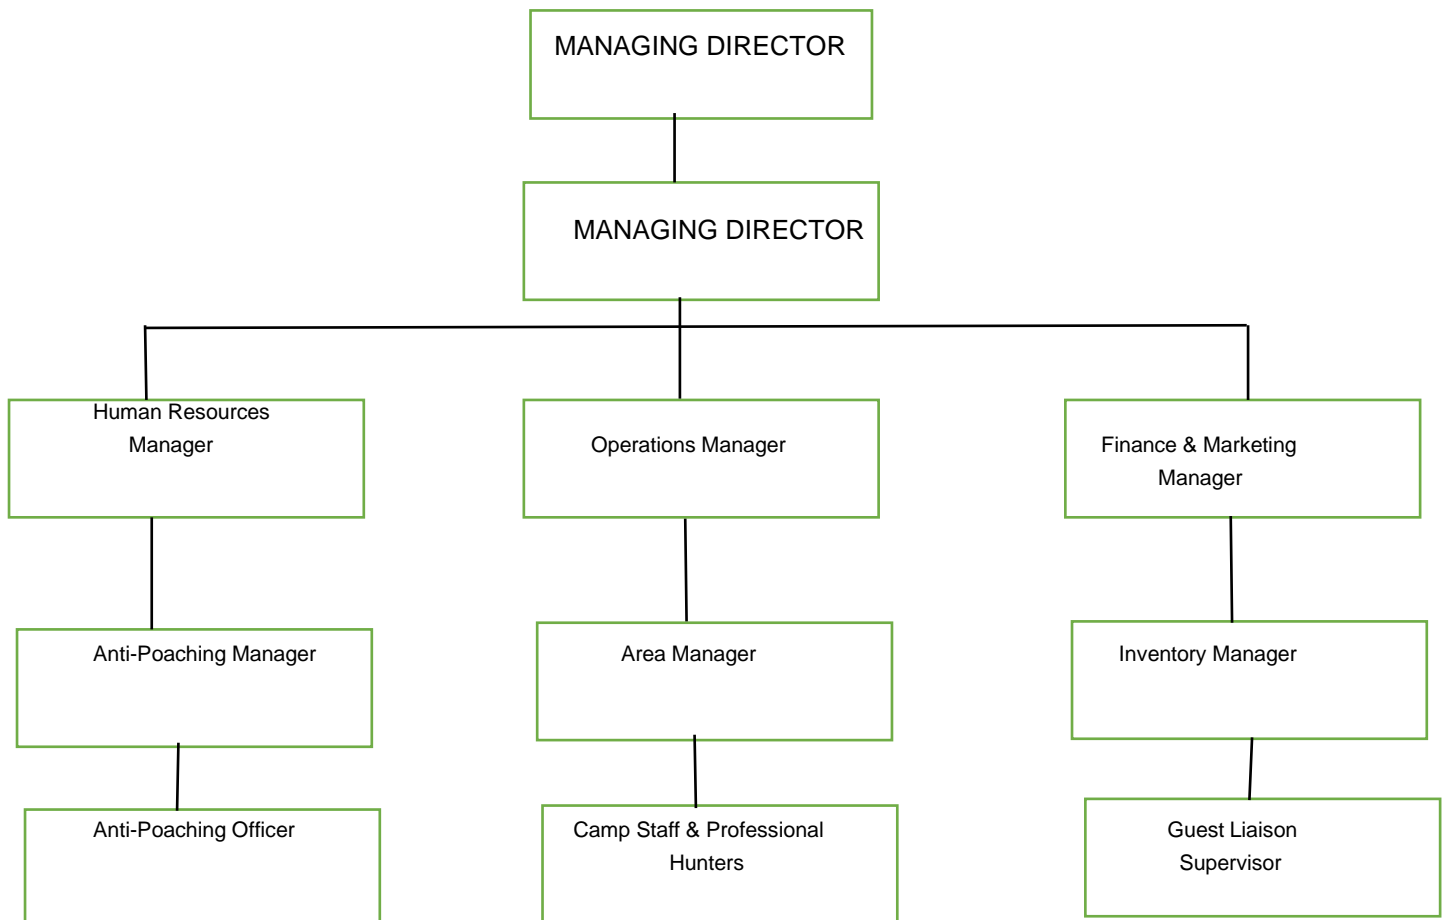 MANAGING DIRECTOR
MANAGING DIRECTOR
Human Resources
Manager
Operations Manager
Finance & Marketing
Manager
Anti-Poaching Manager
Area Manager
Inventory Manager
Anti-Poaching Officer
Camp Staff & Professional
Hunters
Guest Liaison
Supervisor